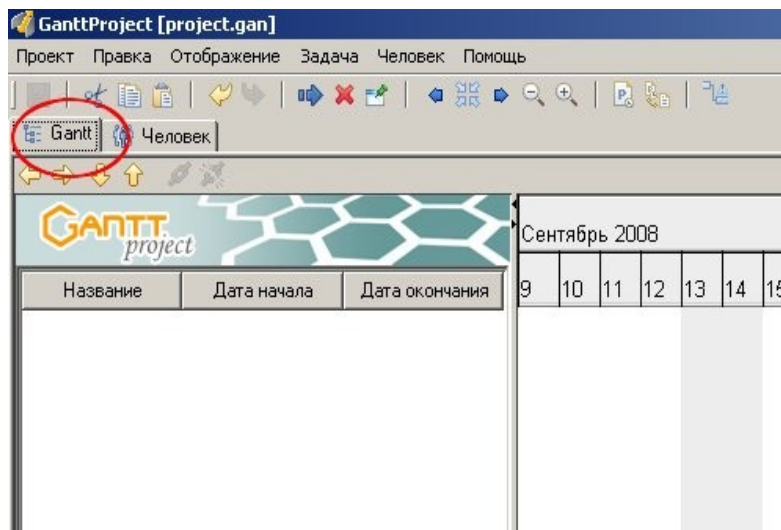 GanttProject [project.gan]
Проект Правка Отображение Задача Человек Помощь
Gantt Человек
GANTT
project
Сентябрь 2008
Название Дата начала Дата окончания
9 10 11 12 13 14 15